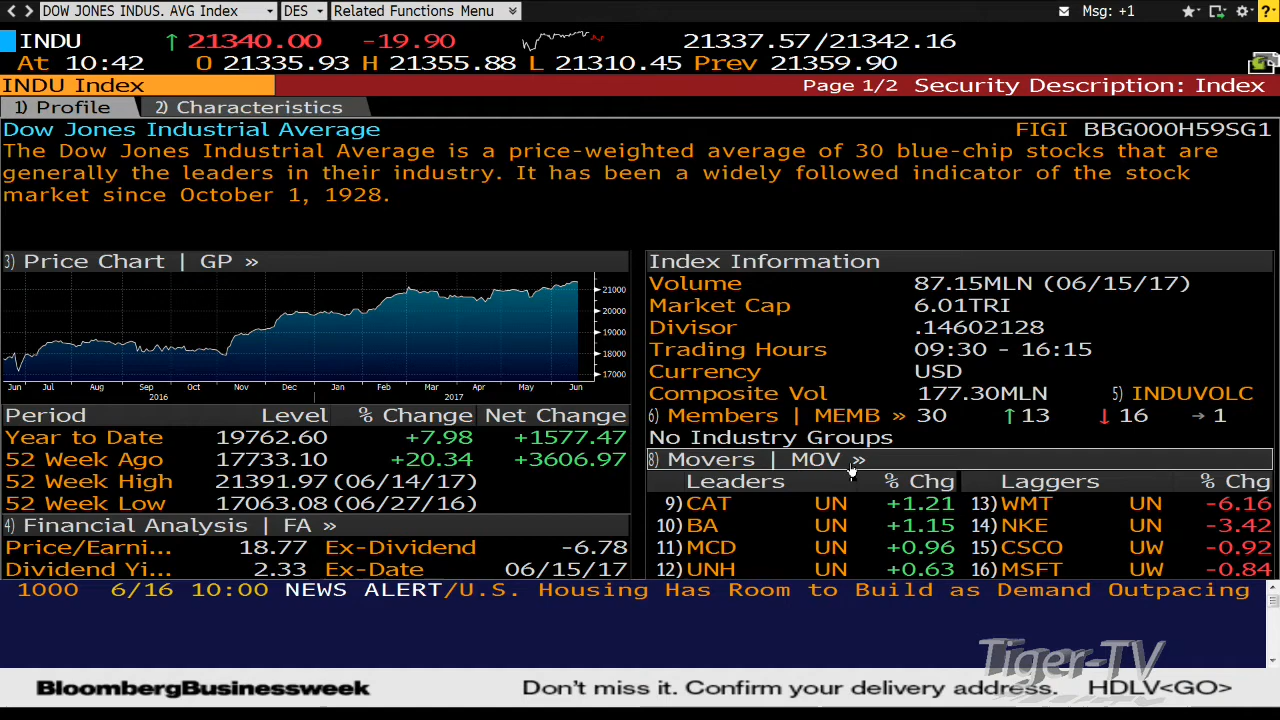 DOW JONES INDUS. AVG Index DES Related Functions Menu Msg: +1 ?
INDU ↑ 21340.00 -19.90 21337.57/21342.16
At 10:42 O 21335.93 H 21355.88 L 21310.45 Prev 21359.90
INDU Index Page 1/2 Security Description: Index
1) Profile 2) Characteristics
Dow Jones Industrial Average FIGI BBG000H59SG1
The Dow Jones Industrial Average is a price-weighted average of 30 blue-chip stocks that are
generally the leaders in their industry. It has been a widely followed indicator of the stock
market since October 1, 1928.
3) Price Chart | GP »
21000
20000
19000
18000
17000
Jun Jul Aug Sep Oct Nov Dec Jan Feb Mar Apr May Jun
2016 2017
Period Level % Change Net Change
Year to Date 19762.60 +7.98 +1577.47
52 Week Ago 17733.10 +20.34 +3606.97
52 Week High 21391.97 (06/14/17)
52 Week Low 17063.08 (06/27/16)
4) Financial Analysis | FA »
Price/Earni... 18.77 Ex-Dividend -6.78
Dividend Yi... 2.33 Ex-Date 06/15/17
Index Information
Volume 87.15MLN (06/15/17)
Market Cap 6.01TRI
Divisor .14602128
Trading Hours 09:30 - 16:15
Currency USD
Composite Vol 177.30MLN 5) INDUVOLC
6) Members | MEMB » 30 ↑13 ↓ 16 → 1
No Industry Groups
8) Movers | MOV »
Leaders % Chg Laggers % Chg
9) CAT UN +1.21 13) WMT UN -6.16
10) BA UN +1.15 14) NKE UN -3.42
11) MCD UN +0.96 15) CSCO UW -0.92
12) UNH UN +0.63 16) MSFT UW -0.84
1000 6/16 10:00 NEWS ALERT/U.S. Housing Has Room to Build as Demand Outpacing
Tiger-TV
BloombergBusinessweek Don't miss it. Confirm your delivery address. HDLV<GO>